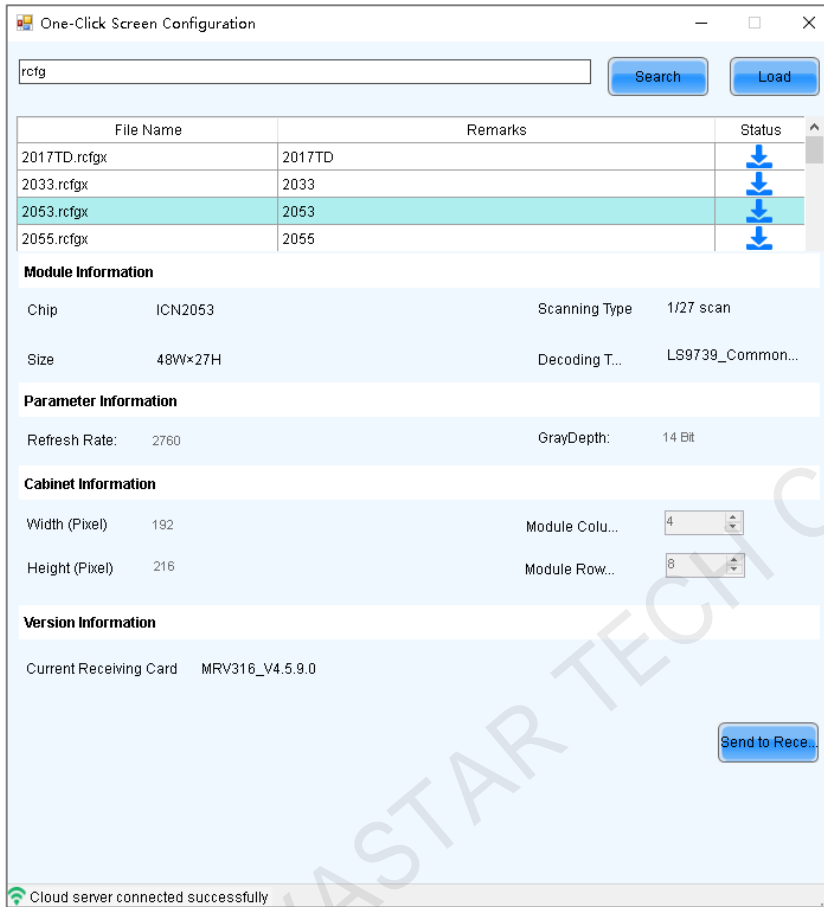 One-Click Screen Configuration
rcfg
Search
Load
File Name Remarks Status
2017TD.rcfgx 2017TD
2033.rcfgx 2033
2053.rcfgx 2053
2055.rcfgx 2055
Module Information
Chip ICN2053 Scanning Type 1/27 scan
Size 48W×27H Decoding T... LS9739_Common...
Parameter Information
Refresh Rate: 2760 GrayDepth: 14 Bit
Cabinet Information
Width (Pixel) 192 Module Colu... 4
Height (Pixel) 216 Module Row... 8
Version Information
Current Receiving Card MRV316_V4.5.9.0
Send to Rece...
Cloud server connected successfully
VASTAR TECH C